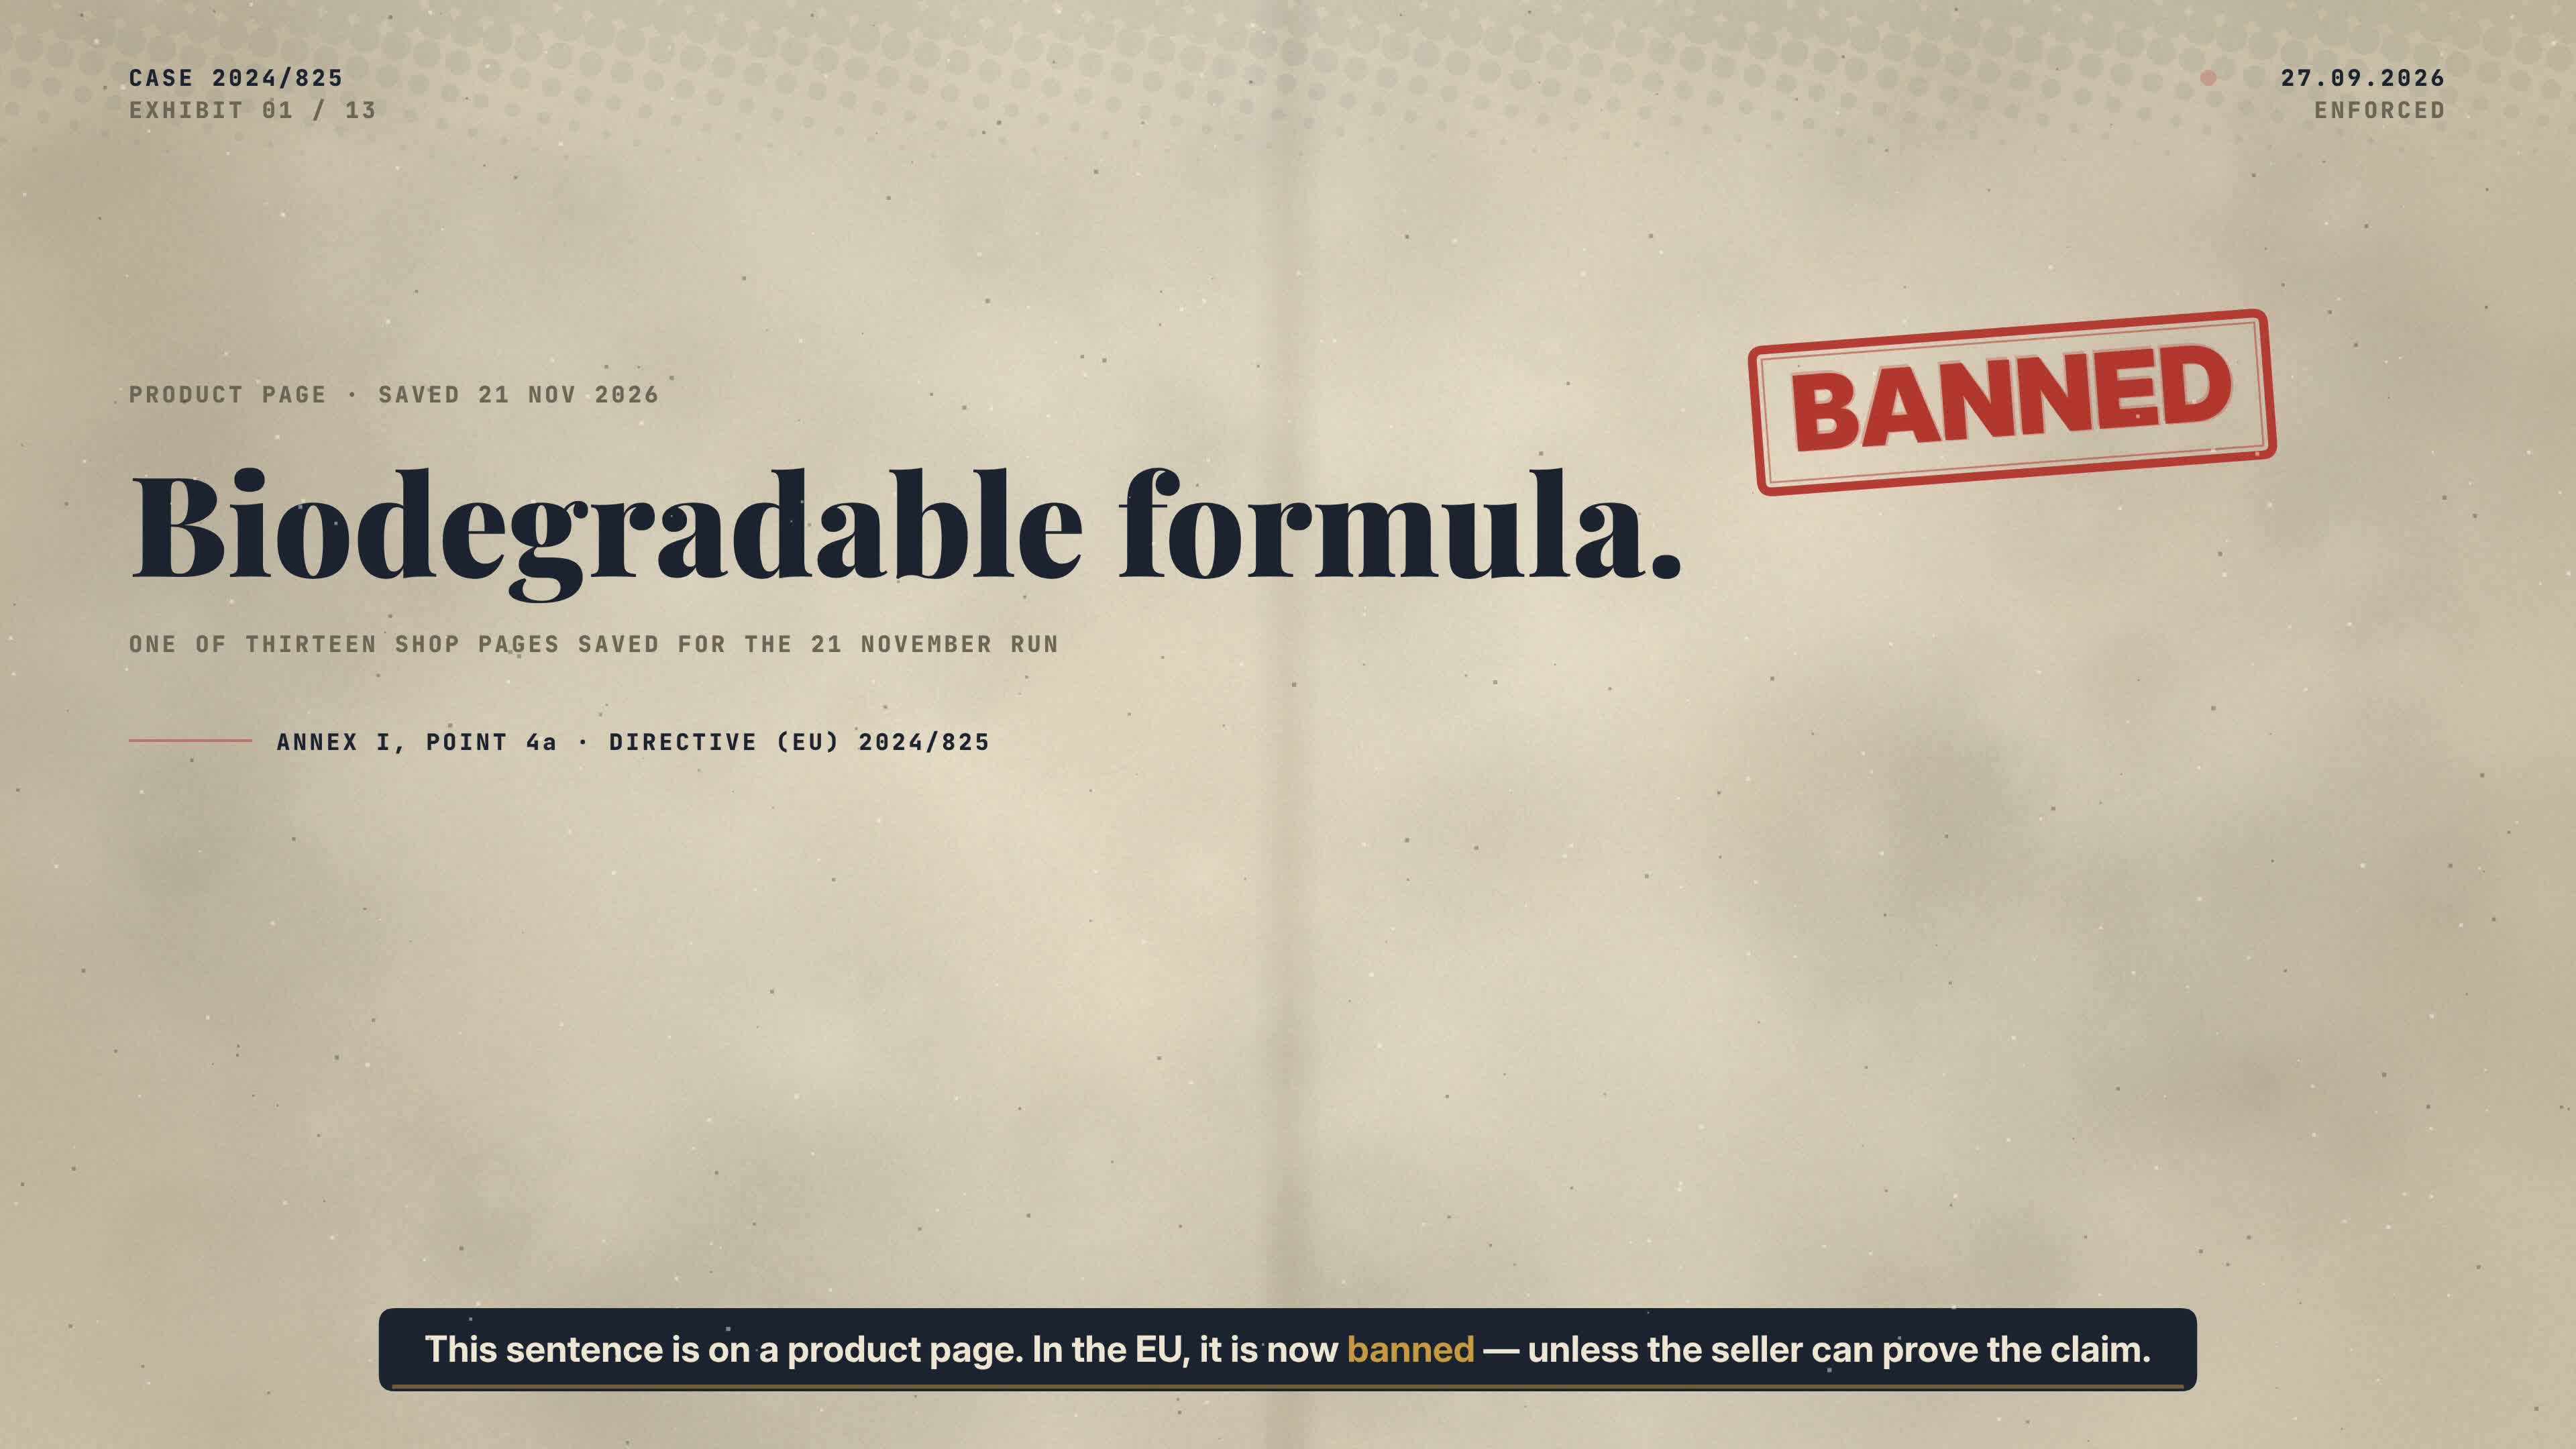 CASE 2024/825
EXHIBIT 01 / 13
27.09.2026
ENFORCED
PRODUCT PAGE · SAVED 21 NOV 2026
BANNED
Biodegradable formula.
ONE OF THIRTEEN SHOP PAGES SAVED FOR THE 21 NOVEMBER RUN
ANNEX I, POINT 4a · DIRECTIVE (EU) 2024/825
This sentence is on a product page. In the EU, it is now banned — unless the seller can prove the claim.